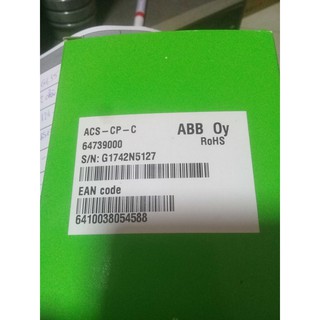 ACS-CP-C
ABB Oy
64739000
RoHS
S/N: G1742N5127
EAN code
6410038054588